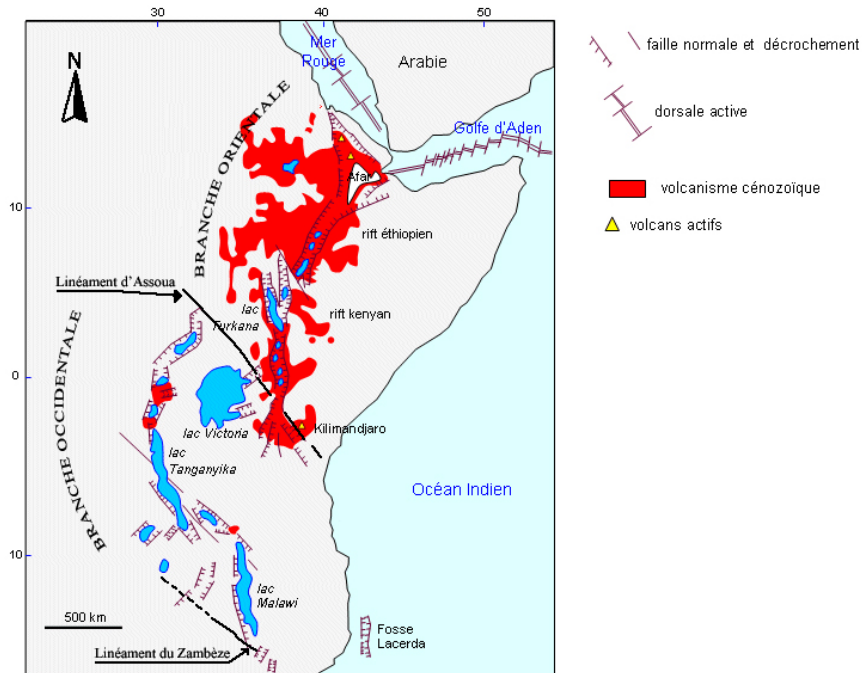 30
40
50
Mer
Rouge
Arabie
N
Golfe d'Aden
BRANCHE ORIENTALE
Afar
10
rift éthiopien
Linéament d'Assoua
lac
Turkana
rift kenyan
0
BRANCHE OCCIDENTALE
lac Victoria
Kilimandjaro
lac
Tanganyika
Océan Indien
10
lac
Malawi
500 km
Fosse
Lacerda
Linéament du Zambèze
faille normale et décrochement
dorsale active
volcanisme cénozoïque
volcans actifs